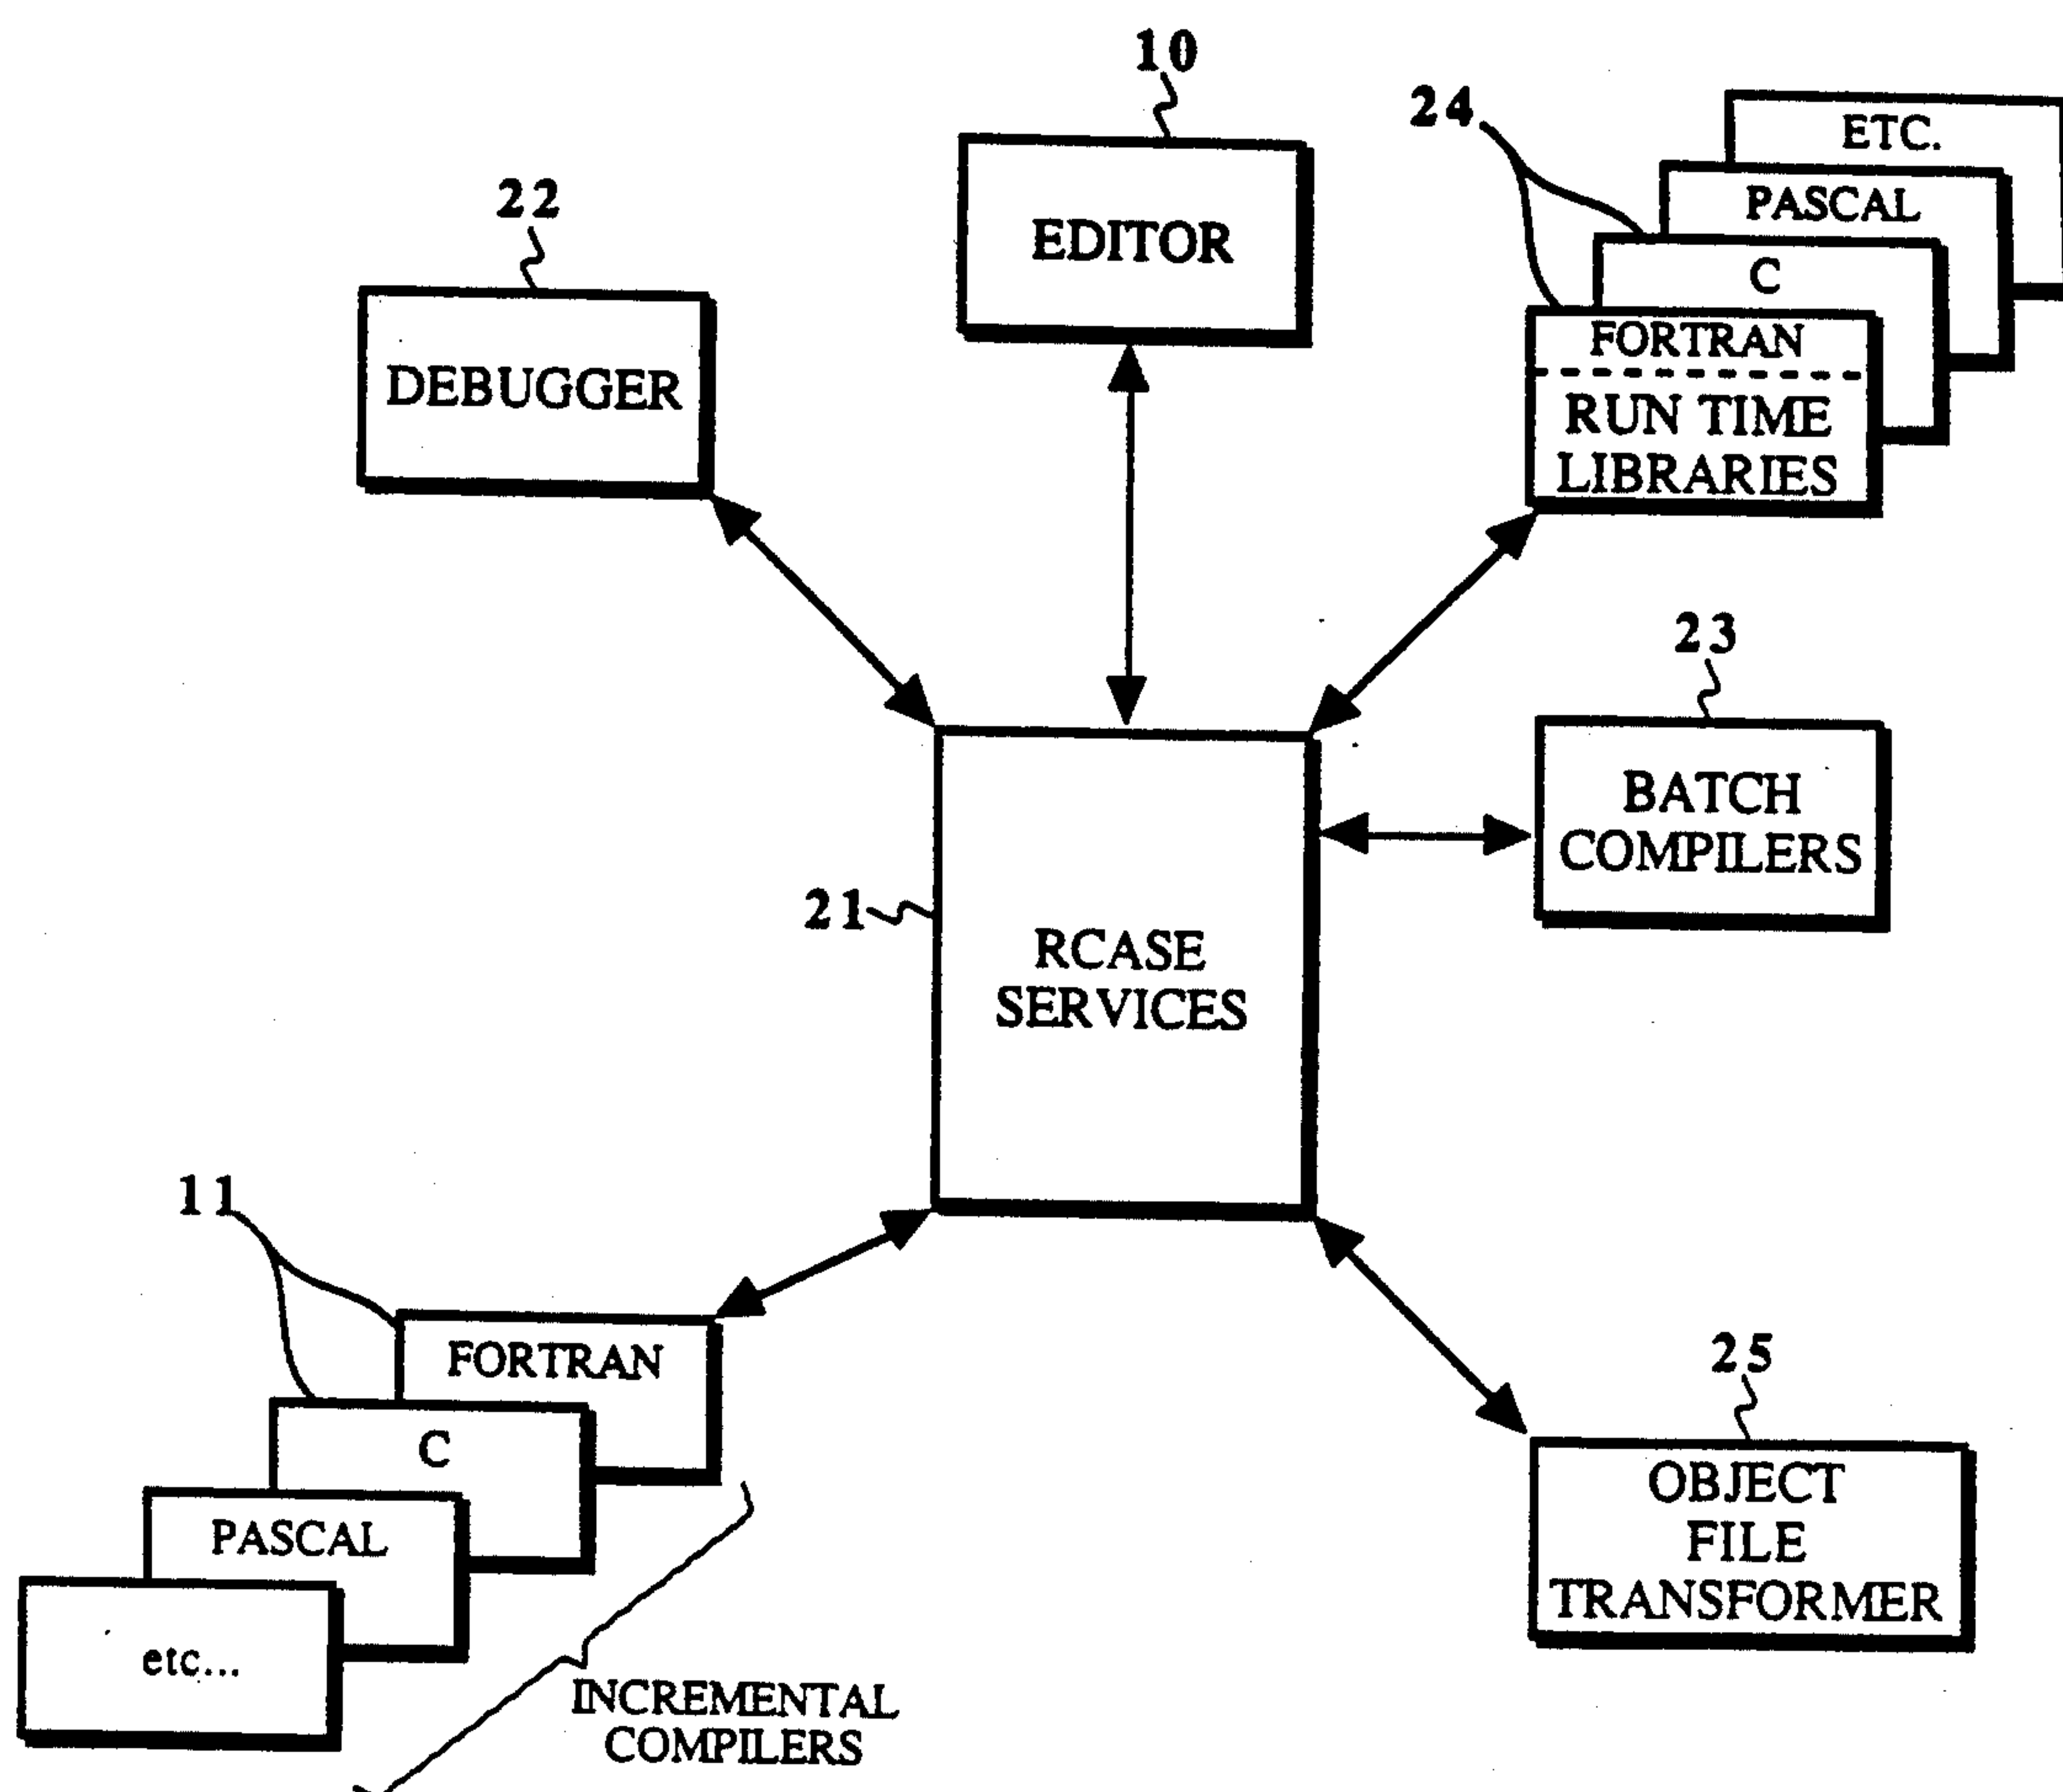 10
24
ETC.
PASCAL
C
FORTRAN
RUN TIME
LIBRARIES
22
EDITOR
DEBUGGER
23
BATCH
COMPILERS
21
RCASE
SERVICES
11
FORTRAN
C
PASCAL
etc...
INCREMENTAL
COMPILERS
25
OBJECT
FILE
TRANSFORMER